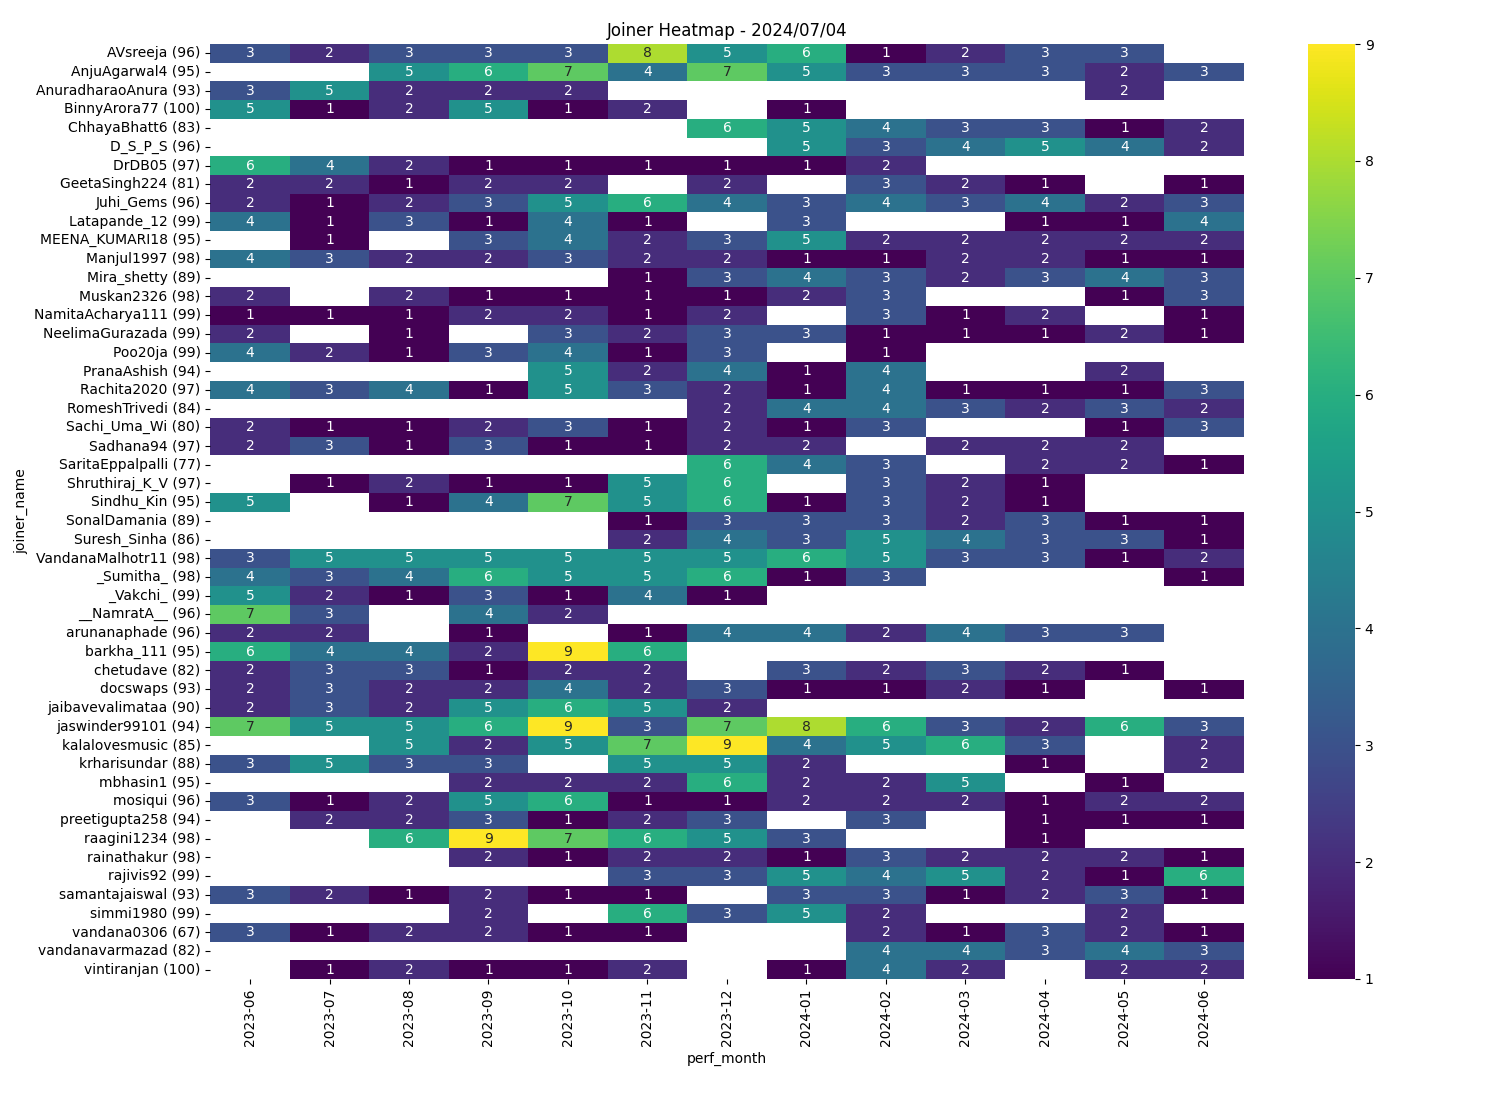 Joiner Heatmap - 2024/07/04
AVsreeja (96) 3 2 3 3 3 8 5 6 1 2 3 3
AnjuAgarwal4 (95) 5 6 7 4 7 5 3 3 3 2 3
AnuradharaoAnura (93) 3 5 2 2 2 2
BinnyArora77 (100) 5 1 2 5 1 2 1
ChhayaBhatt6 (83) 6 5 4 3 3 1 2
D_S_P_S (96) 5 3 4 5 4 2
DrDB05 (97) 6 4 2 1 1 1 1 1 2
GeetaSingh224 (81) 2 2 1 2 2 2 3 2 1 1
Juhi_Gems (96) 2 1 2 3 5 6 4 3 4 3 4 2 3
Latapande_12 (99) 4 1 3 1 4 1 3 1 1 4
MEENA_KUMARI18 (95) 1 3 4 2 3 5 2 2 2 2 2
Manjul1997 (98) 4 3 2 2 3 2 2 1 1 2 2 1 1
Mira_shetty (89) 1 3 4 3 2 3 4 3
Muskan2326 (98) 2 2 1 1 1 1 2 3 1 3
NamitaAcharya111 (99) 1 1 1 2 2 1 2 3 1 2 1
NeelimaGurazada (99) 2 1 3 2 3 3 1 1 1 2 1
Poo20ja (99) 4 2 1 3 4 1 3 1
PranaAshish (94) 5 2 4 1 4 2
Rachita2020 (97) 4 3 4 1 5 3 2 1 4 1 1 1 3
RomeshTrivedi (84) 2 4 4 3 2 3 2
Sachi_Uma_Wi (80) 2 1 1 2 3 1 2 1 3 1 3
Sadhana94 (97) 2 3 1 3 1 1 2 2 2 2 2
SaritaEppalpalli (77) 6 4 3 2 2 1
Shruthiraj_K_V (97) 1 2 1 1 5 6 3 2 1
Sindhu_Kin (95) 5 1 4 7 5 6 1 3 2 1
SonalDamania (89) 1 3 3 3 2 3 1 1
Suresh_Sinha (86) 2 4 3 5 4 3 3 1
VandanaMalhotr11 (98) 3 5 5 5 5 5 5 6 5 3 3 1 2
_Sumitha_ (98) 4 3 4 6 5 5 6 1 3 1
_Vakchi_ (99) 5 2 1 3 1 4 1
__NamratA__ (96) 7 3 4 2
arunanaphade (96) 2 2 1 1 4 4 2 4 3 3
barkha_111 (95) 6 4 4 2 9 6
chetudave (82) 2 3 3 1 2 2 3 2 3 2 1
docswaps (93) 2 3 2 2 4 2 3 1 1 2 1 1
jaibavevalimataa (90) 2 3 2 5 6 5 2
jaswinder99101 (94) 7 5 5 6 9 3 7 8 6 3 2 6 3
kalalovesmusic (85) 5 2 5 7 9 4 5 6 3 2
krharisundar (88) 3 5 3 3 5 5 2 1 2
mbhasin1 (95) 2 2 2 6 2 2 5 1
mosiqui (96) 3 1 2 5 6 1 1 2 2 2 1 2 2
preetigupta258 (94) 2 2 3 1 2 3 3 1 1 1
raagini1234 (98) 6 9 7 6 5 3 1
rainathakur (98) 2 1 2 2 1 3 2 2 2 1
rajivis92 (99) 3 3 5 4 5 2 1 6
samantajaiswal (93) 3 2 1 2 1 1 3 3 1 2 3 1
simmi1980 (99) 2 6 3 5 2 2
vandana0306 (67) 3 1 2 2 1 1 2 1 3 2 1
vandanavarmazad (82) 4 4 3 4 3
vintiranjan (100) 1 2 1 1 2 1 4 2 2 2
joiner_name
2023-06 2023-07 2023-08 2023-09 2023-10 2023-11 2023-12 2024-01 2024-02 2024-03 2024-04 2024-05 2024-06
perf_month
9
8
7
6
5
4
3
2
1